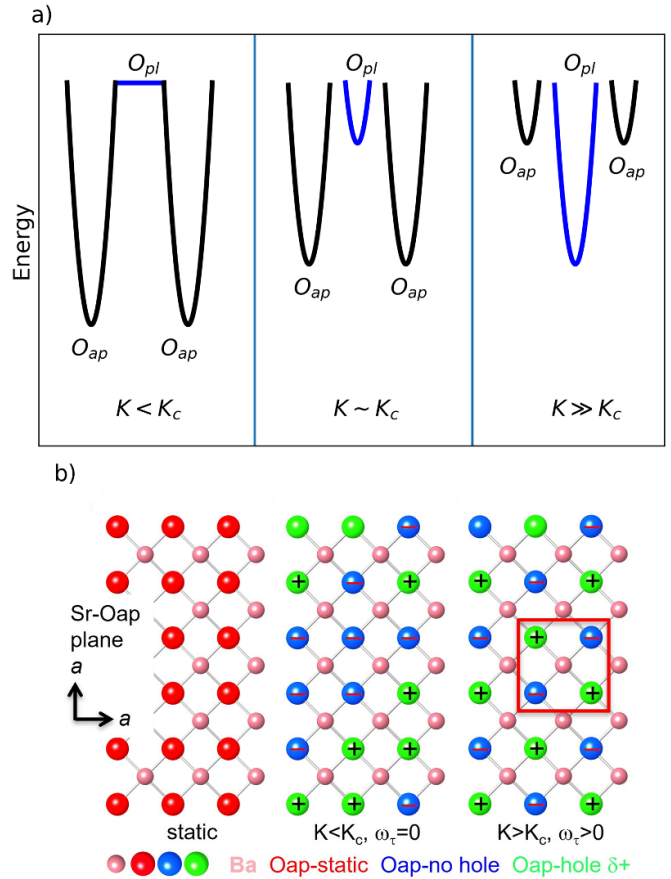 a)
O_pl O_pl O_pl
Energy
O_ap O_ap
O_ap O_ap
O_ap O_ap
K < K_c K ~ K_c K ≫ K_c
b)
+ − +
Sr-Oap
plane
+ −
− − −
a
− − + + − +
a
− + + − + −
+ + − + + −
static K<K_c, ω_τ=0 K>K_c, ω_τ>0
Ba Oap-static Oap-no hole Oap-hole δ+